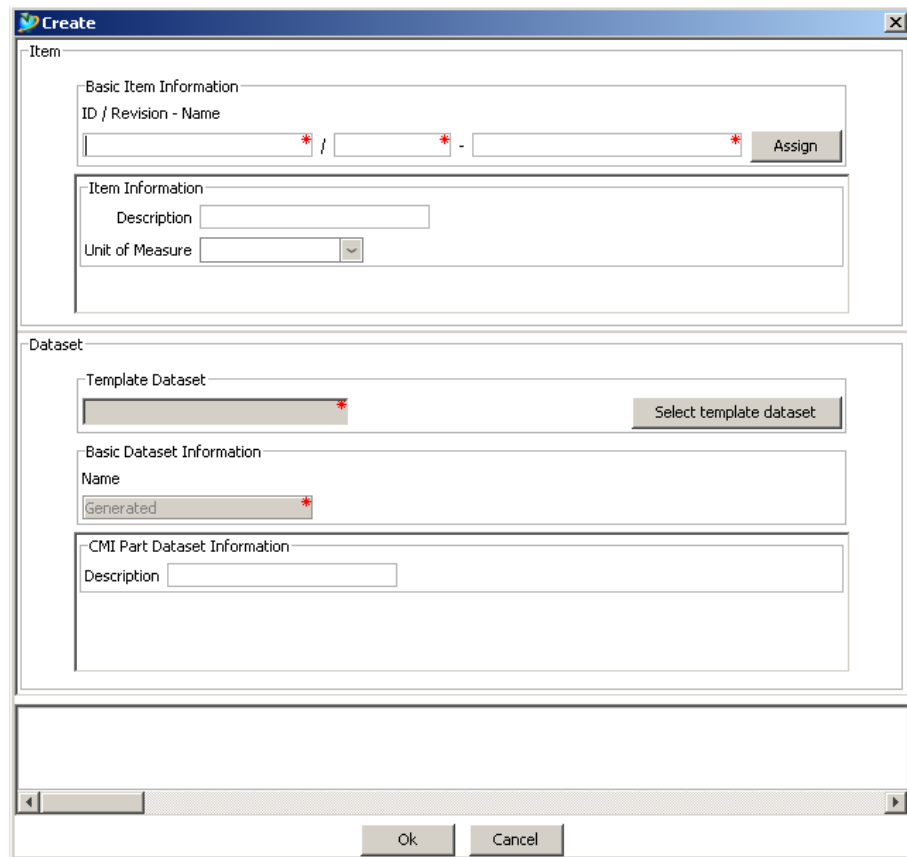 Create
Item
Basic Item Information
ID / Revision - Name
* / * - * Assign
Item Information
Description
Unit of Measure
Dataset
Template Dataset
* Select template dataset
Basic Dataset Information
Name
Generated *
CMI Part Dataset Information
Description
Ok Cancel